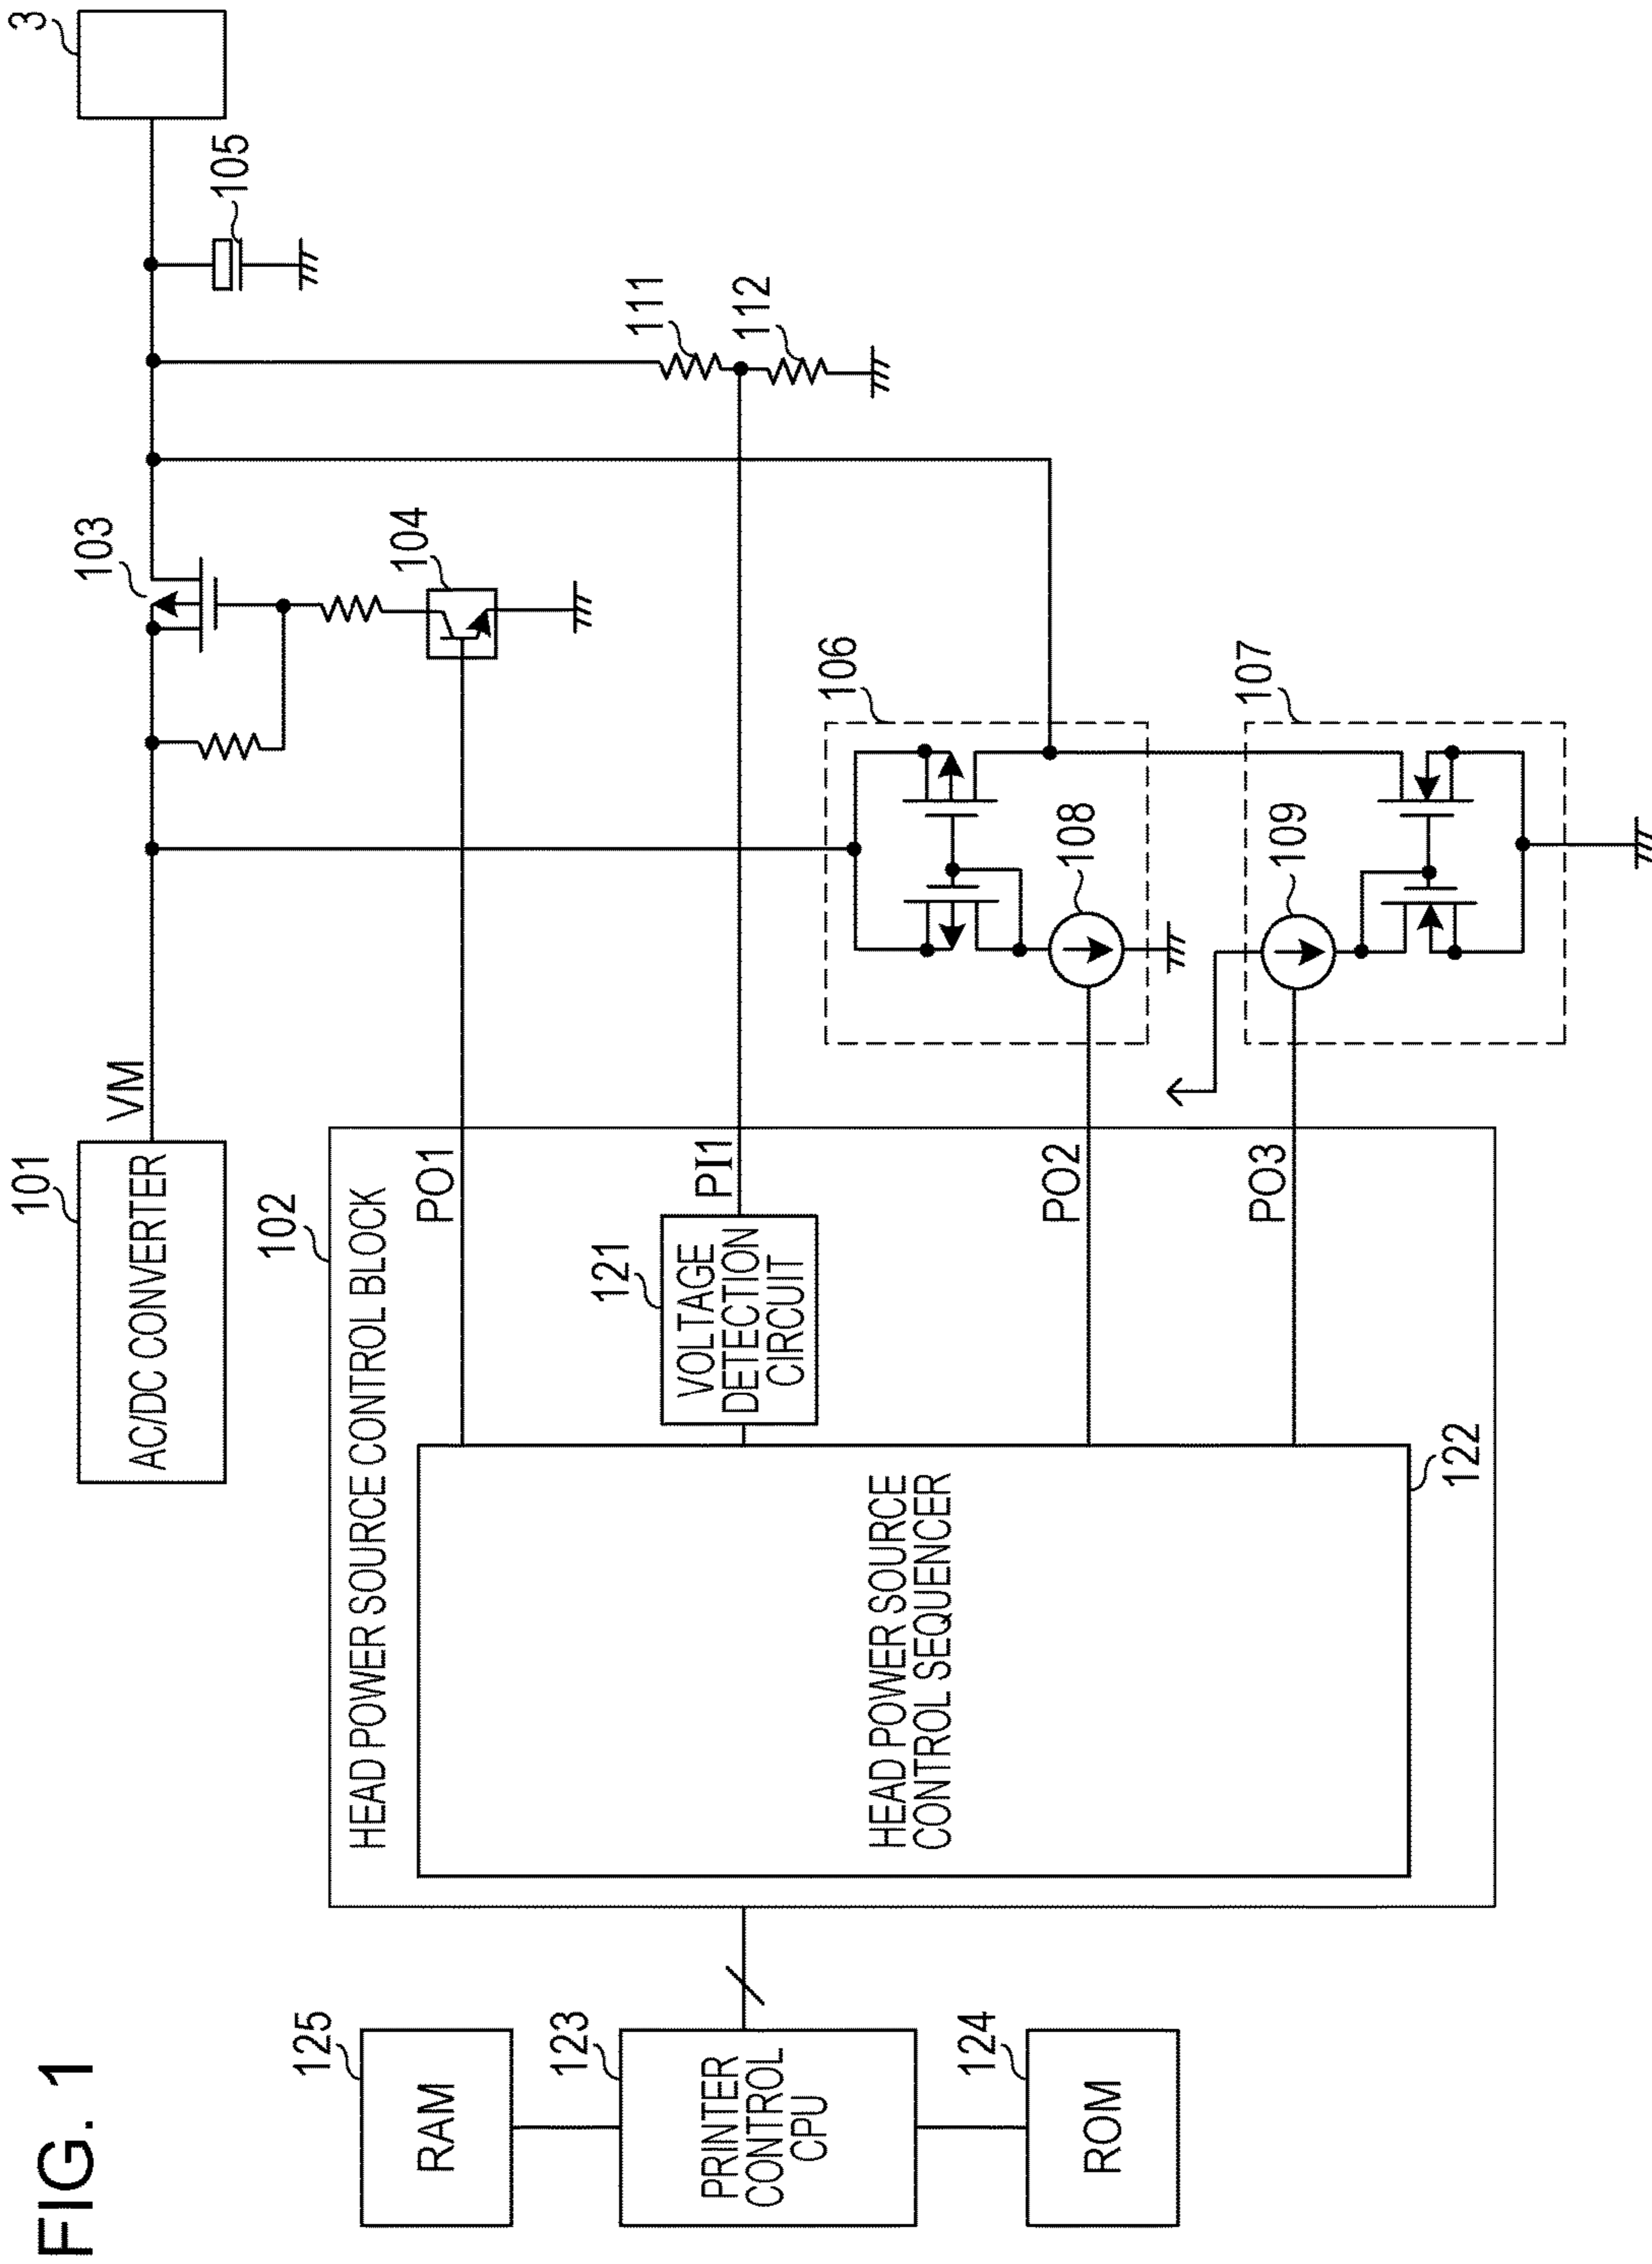 FIG. 1
101
AC/DC CONVERTER
VM
103
105
3
102
HEAD POWER SOURCE CONTROL BLOCK
PO1
104
125
RAM
123
PRINTER
CONTROL
CPU
124
ROM
121
VOLTAGE
DETECTION
CIRCUIT
PI1
111
112
HEAD POWER SOURCE
CONTROL SEQUENCER
122
PO2
106
108
PO3
107
109